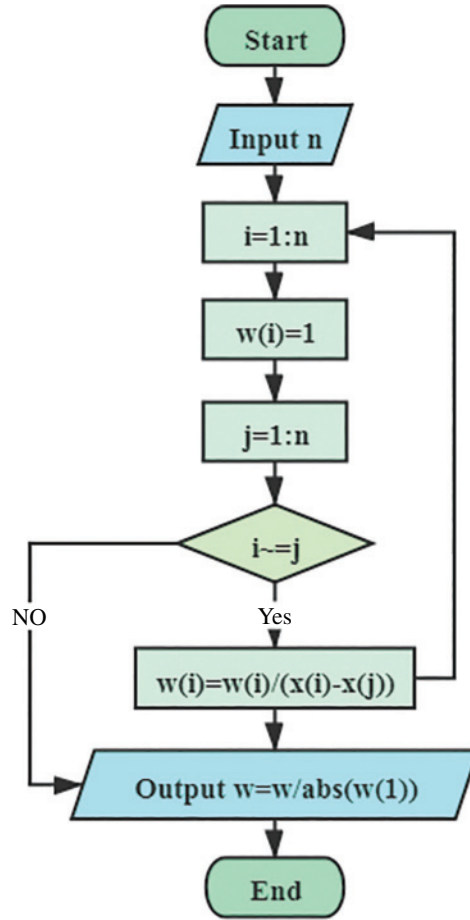 Start
Input n
i=1:n
w(i)=1
j=1:n
i~=j
NO
Yes
w(i)=w(i)/(x(i)-x(j))
Output w=w/abs(w(1))
End